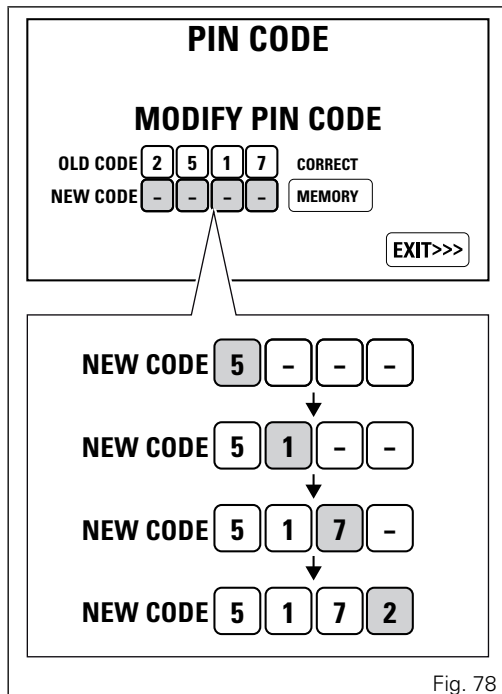 PIN CODE
MODIFY PIN CODE
OLD CODE 2 5 1 7 CORRECT
NEW CODE - - - - MEMORY
EXIT>>>
NEW CODE 5 - - -
NEW CODE 5 1 - -
NEW CODE 5 1 7 -
NEW CODE 5 1 7 2
Fig. 78